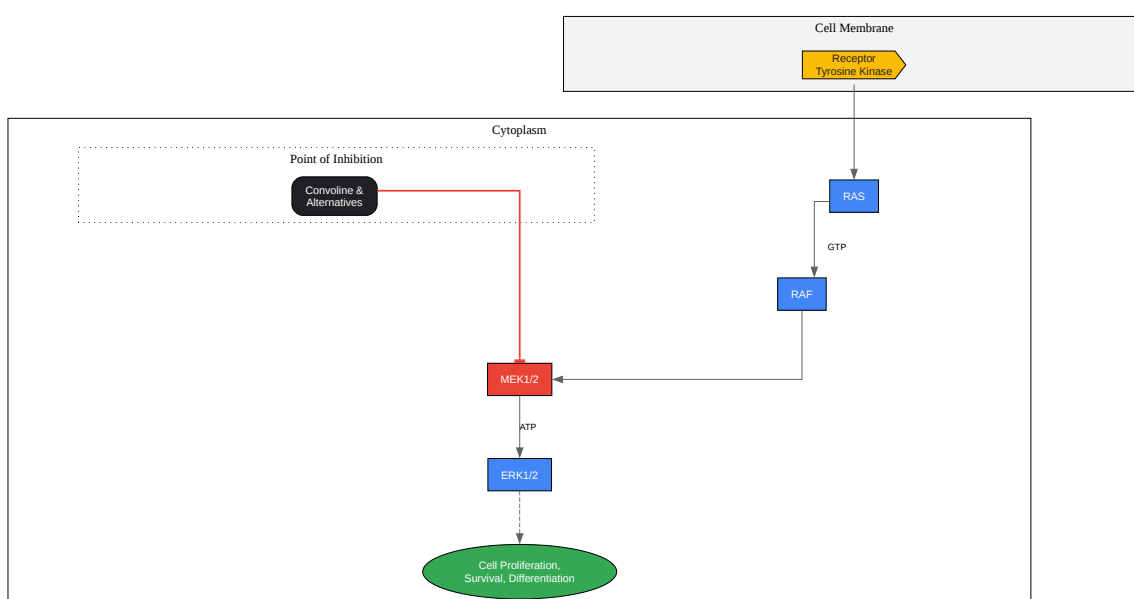 Cell Membrane
Receptor
Tyrosine Kinase
Cytoplasm
Point of Inhibition
Convoline &
Alternatives
RAS
GTP
RAF
MEK1/2
ATP
ERK1/2
Cell Proliferation,
Survival, Differentiation